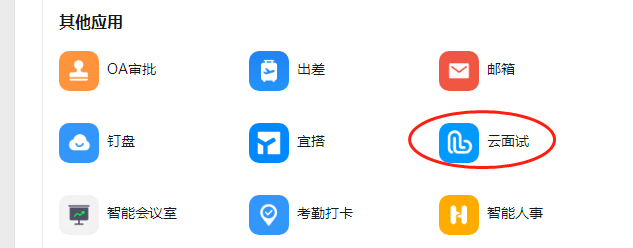 其他应用
OA审批
出差
邮箱
钉盘
宜搭
云面试
智能会议室
考勤打卡
智能人事